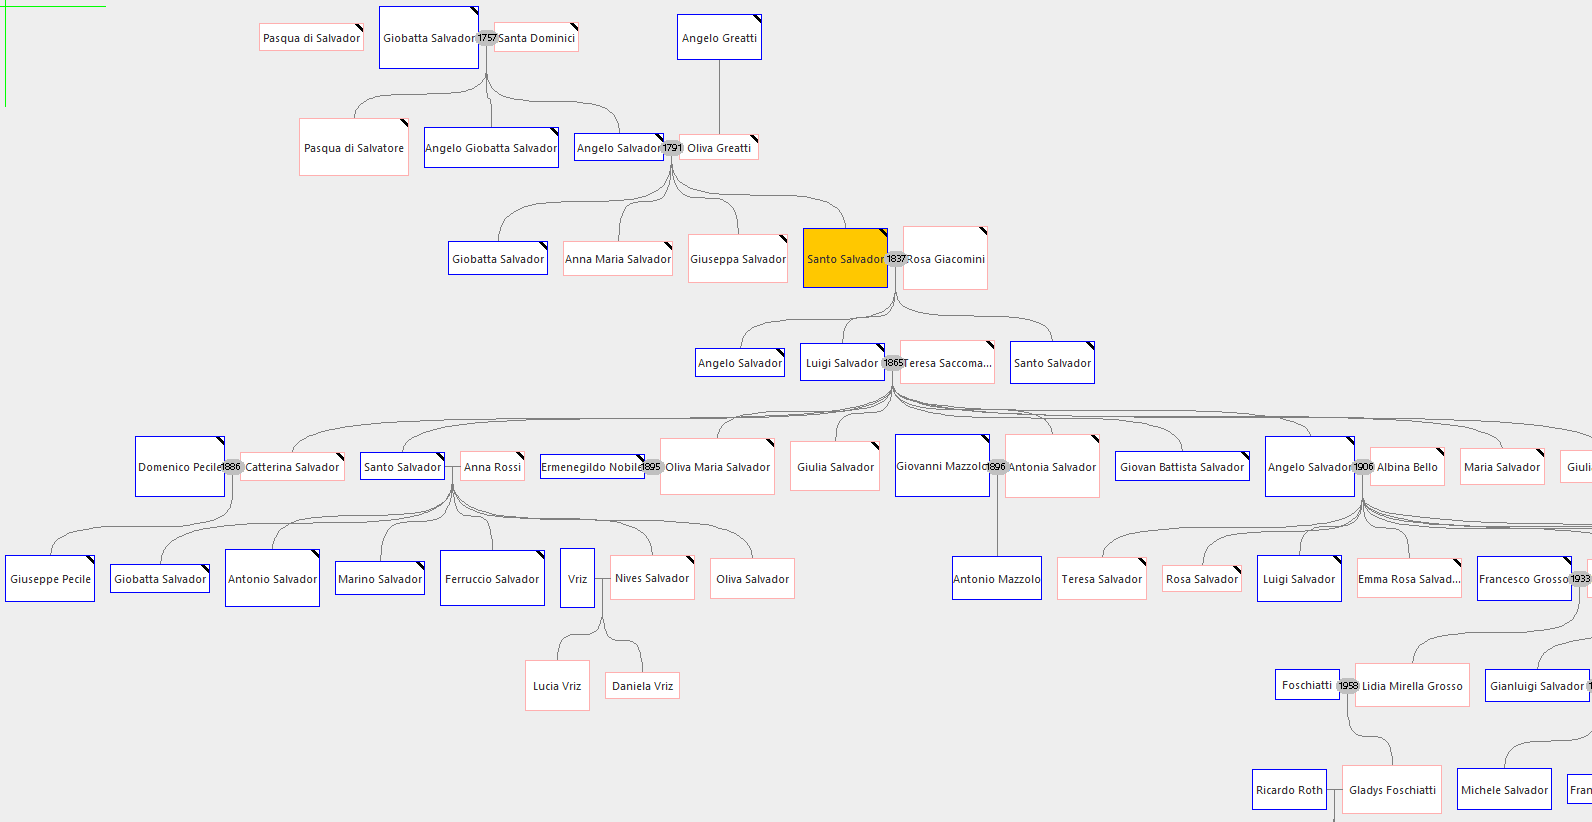 Pasqua di Salvador
Giobatta Salvador
1757
Santa Dominici
Angelo Greatti
Pasqua di Salvatore
Angelo Giobatta Salvador
Angelo Salvador
1791
Oliva Greatti
Giobatta Salvador
Anna Maria Salvador
Giuseppa Salvador
Santo Salvador
1837
Rosa Giacomini
Angelo Salvador
Luigi Salvador
1865
Teresa Saccoma...
Santo Salvador
Domenico Pecile
1886
Catterina Salvador
Santo Salvador
Anna Rossi
Ermenegildo Nobile
1895
Oliva Maria Salvador
Giulia Salvador
Giovanni Mazzolo
1896
Antonia Salvador
Giovan Battista Salvador
Angelo Salvador
1906
Albina Bello
Maria Salvador
Giuli
Giuseppe Pecile
Giobatta Salvador
Antonio Salvador
Marino Salvador
Ferruccio Salvador
Vriz
Nives Salvador
Oliva Salvador
Antonio Mazzolo
Teresa Salvador
Rosa Salvador
Luigi Salvador
Emma Rosa Salvad...
Francesco Grosso
1933
Lucia Vriz
Daniela Vriz
Foschiatti
1958
Lidia Mirella Grosso
Gianluigi Salvador
Ricardo Roth
Gladys Foschiatti
Michele Salvador
Fran